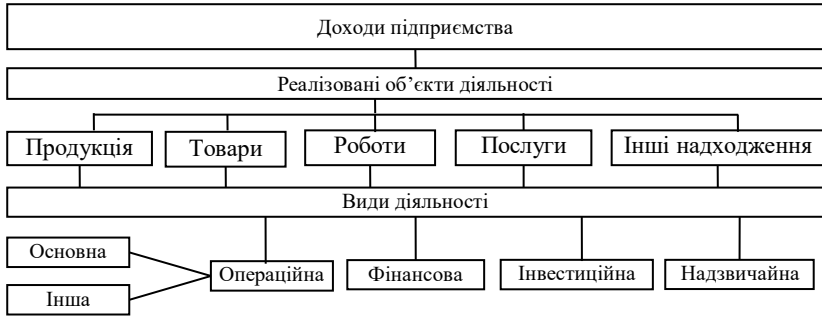 Доходи підприємства
Реалізовані об’єкти діяльності
Продукція
Товари
Роботи
Послуги
Інші надходження
Види діяльності
Основна
Інша
Операційна
Фінансова
Інвестиційна
Надзвичайна